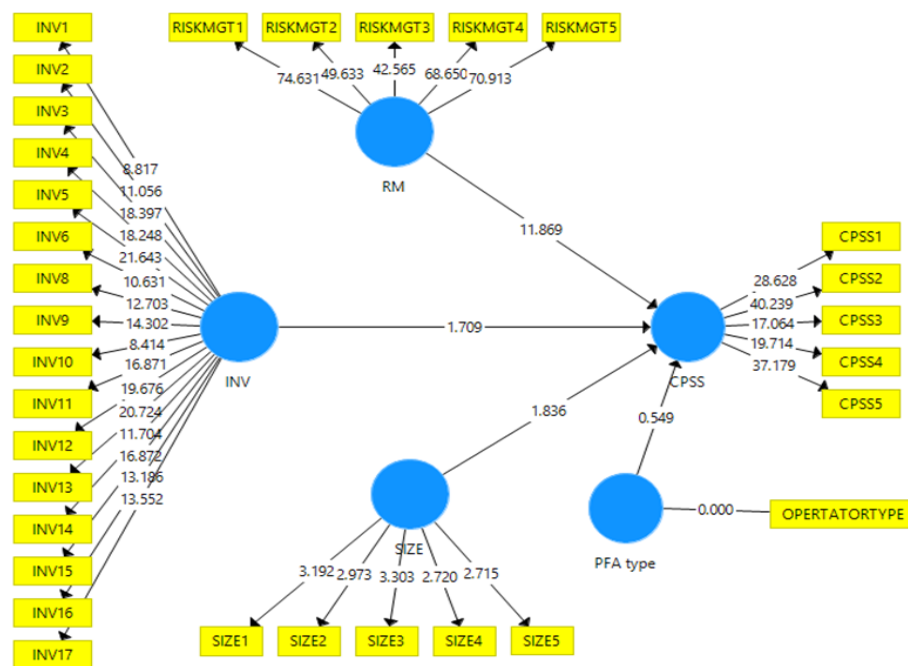 INV1
INV2
INV3
INV4
INV5
INV6
INV8
INV9
INV10
INV11
INV12
INV13
INV14
INV15
INV16
INV17
8.817
11.056
18.397
18.248
21.643
10.631
12.703
14.302
8.414
16.871
19.676
20.724
11.704
16.872
13.186
13.552
INV
RISKMGT1 RISKMGT2 RISKMGT3 RISKMGT4 RISKMGT5
74.631 49.633 42.565 68.650 70.913
RM
11.869
1.709
1.836
0.549
CPSS
28.628
40.239
17.064
19.714
37.179
CPSS1
CPSS2
CPSS3
CPSS4
CPSS5
SIZE
3.192 2.973 3.303 2.720 2.715
SIZE1 SIZE2 SIZE3 SIZE4 SIZE5
PFA type
0.000
OPERTATORTYPE